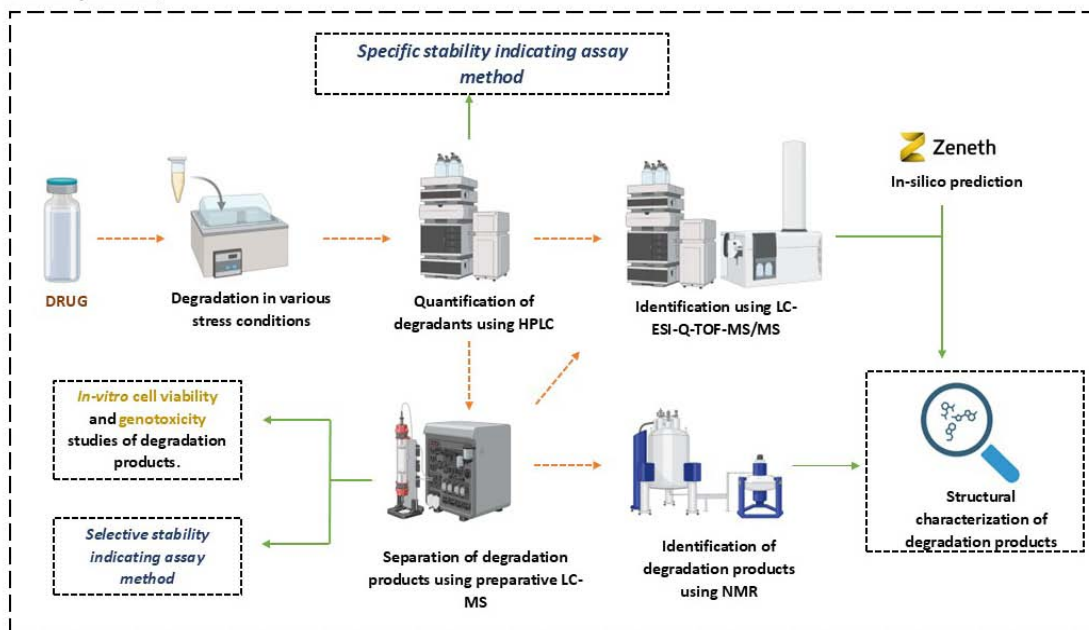 Specific stability indicating assay
method
Zeneth
In-silico prediction
DRUG
Degradation in various
stress conditions
Quantification of
degradants using HPLC
Identification using LC-
ESI-Q-TOF-MS/MS
In-vitro cell viability
and genotoxicity
studies of degradation
products.
Selective stability
indicating assay
method
Separation of degradation
products using preparative LC-
MS
Identification of
degradation products
using NMR
Structural
characterization of
degradation products